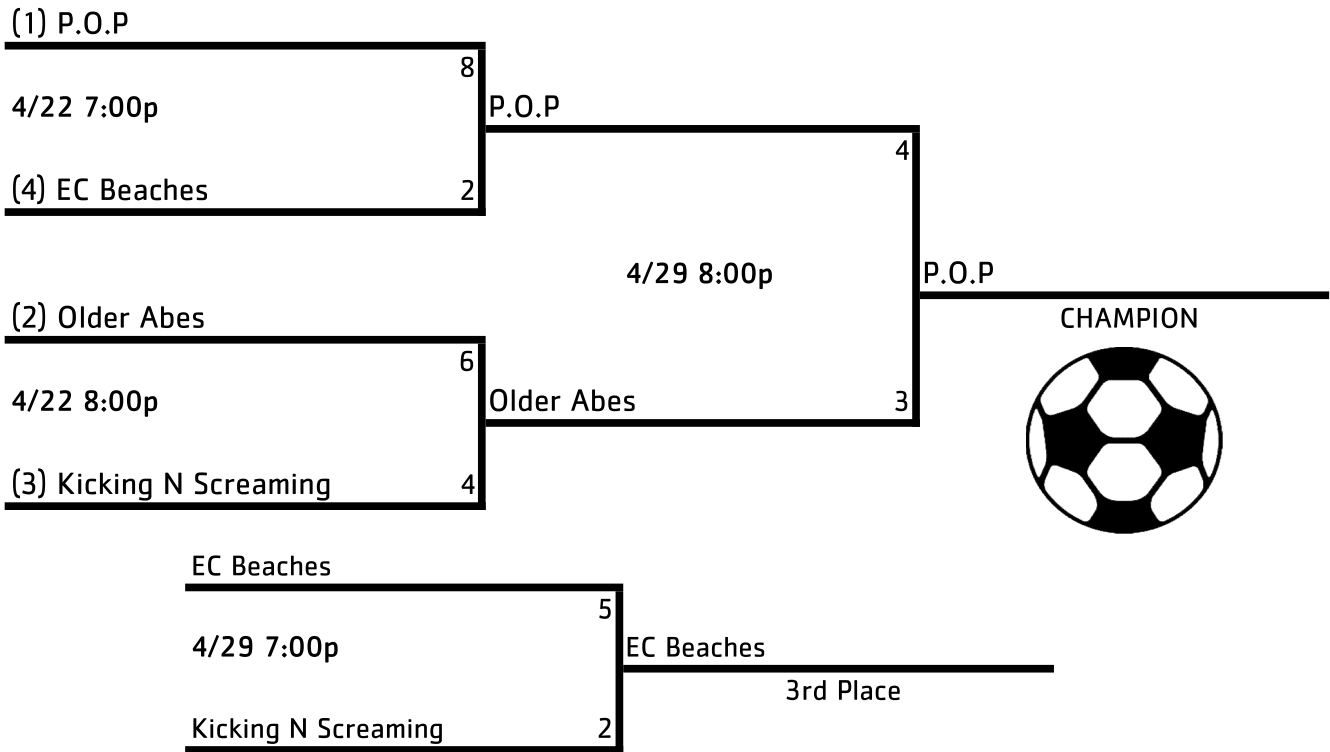 (1) P.O.P
8
4/22 7:00p
P.O.P
4
(4) EC Beaches
2
4/29 8:00p
P.O.P
CHAMPION
(2) Older Abes
6
4/22 8:00p
Older Abes
3
(3) Kicking N Screaming
4
EC Beaches
5
4/29 7:00p
EC Beaches
3rd Place
Kicking N Screaming
2